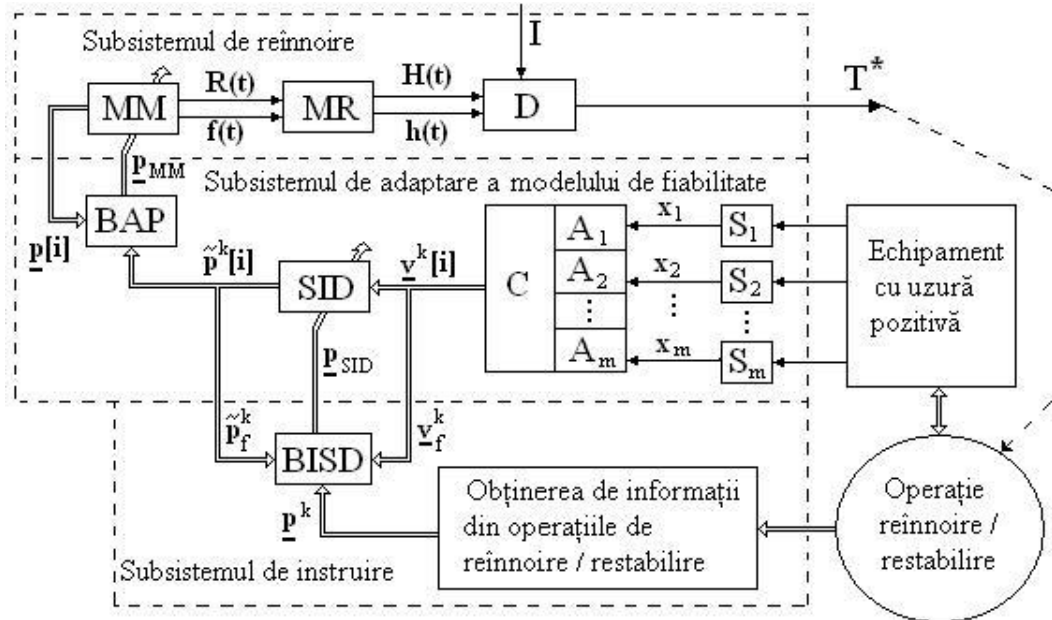 Subsistemul de reînnoire
I
T*
MM
R(t)
f(t)
MR
H(t)
h(t)
D
p_MM
Subsistemul de adaptare a modelului de fiabilitate
BAP
p[i]
p̃^k[i]
SID
v^k[i]
C
A_1
A_2
⋮
A_m
x_1
x_2
⋮
x_m
S_1
S_2
⋮
S_m
Echipament
cu uzură
pozitivă
p_SID
p̃_f^k
v_f^k
BISD
p^k
Obținerea de informații
din operațiile de
reînnoire / restabilire
Operație
reînnoire /
restabilire
Subsistemul de instruire